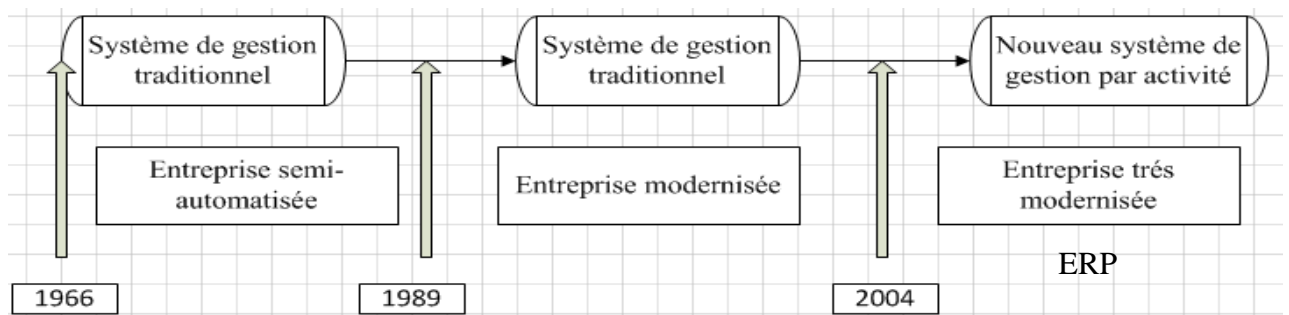 Système de gestion
traditionnel
Système de gestion
traditionnel
Nouveau système de
gestion par activité
Entreprise semi-
automatisée
Entreprise modernisée
Entreprise trés
modernisée
ERP
1966
1989
2004